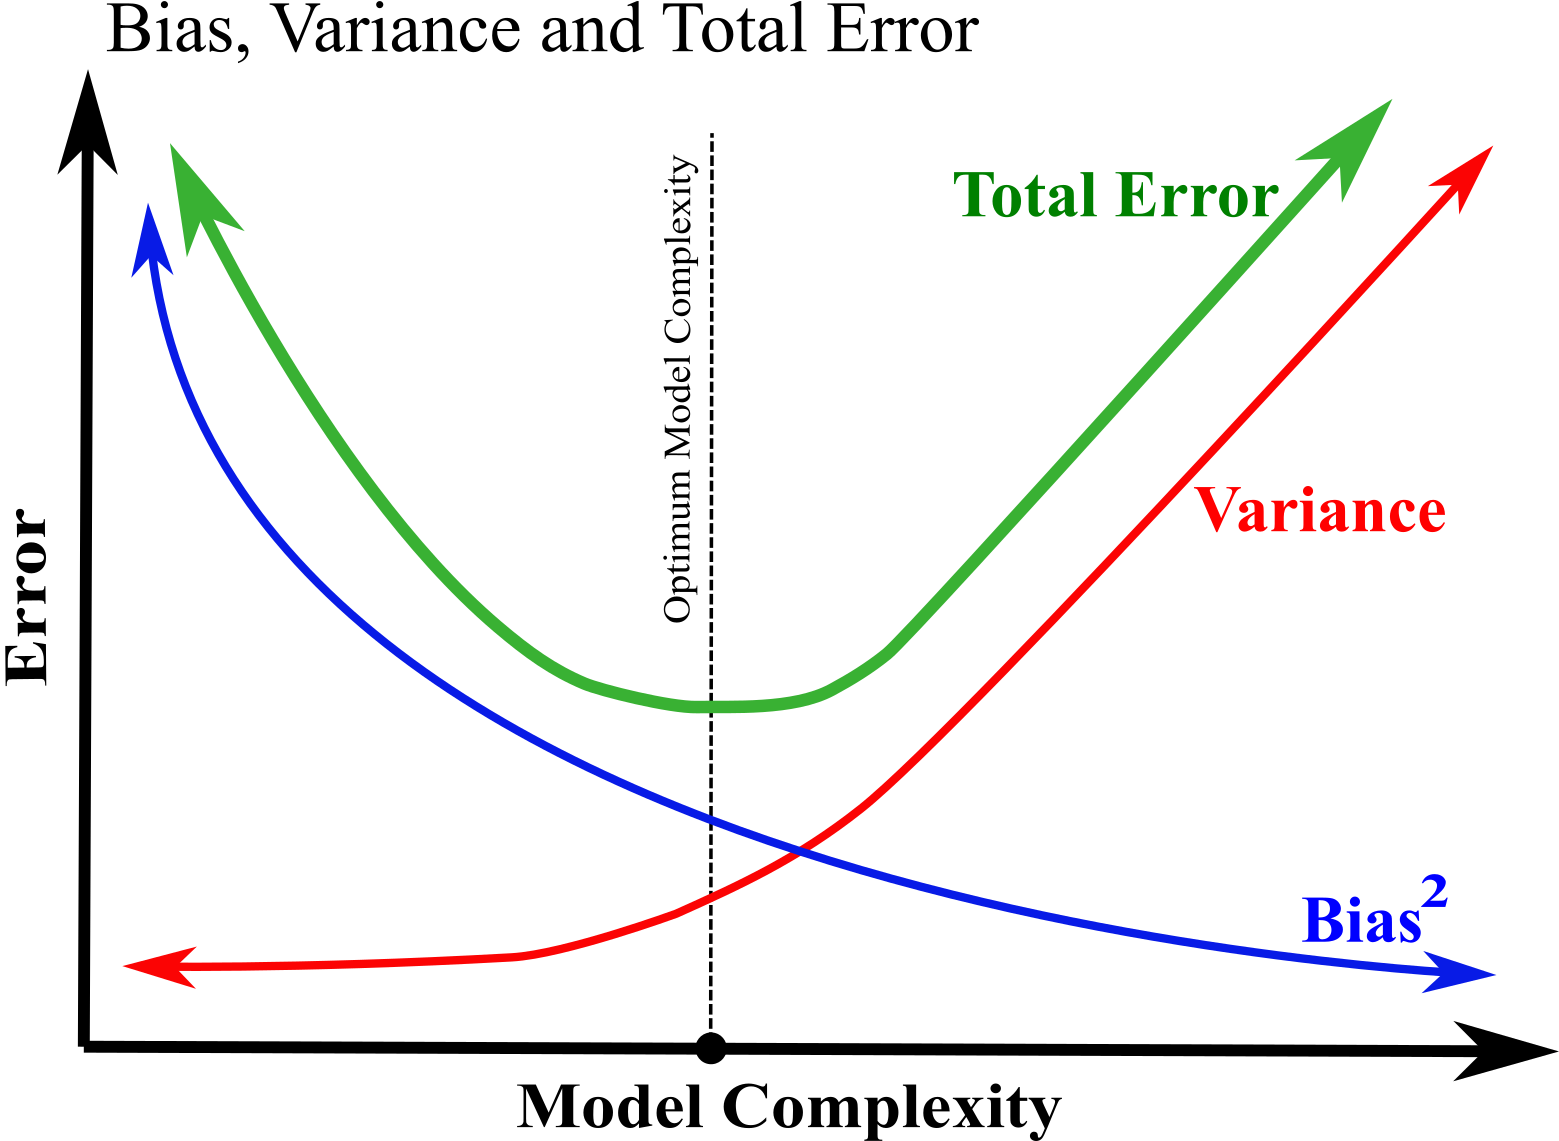 Bias, Variance and Total Error
Optimum Model Complexity
Total Error
Variance
Bias²
Error
Model Complexity